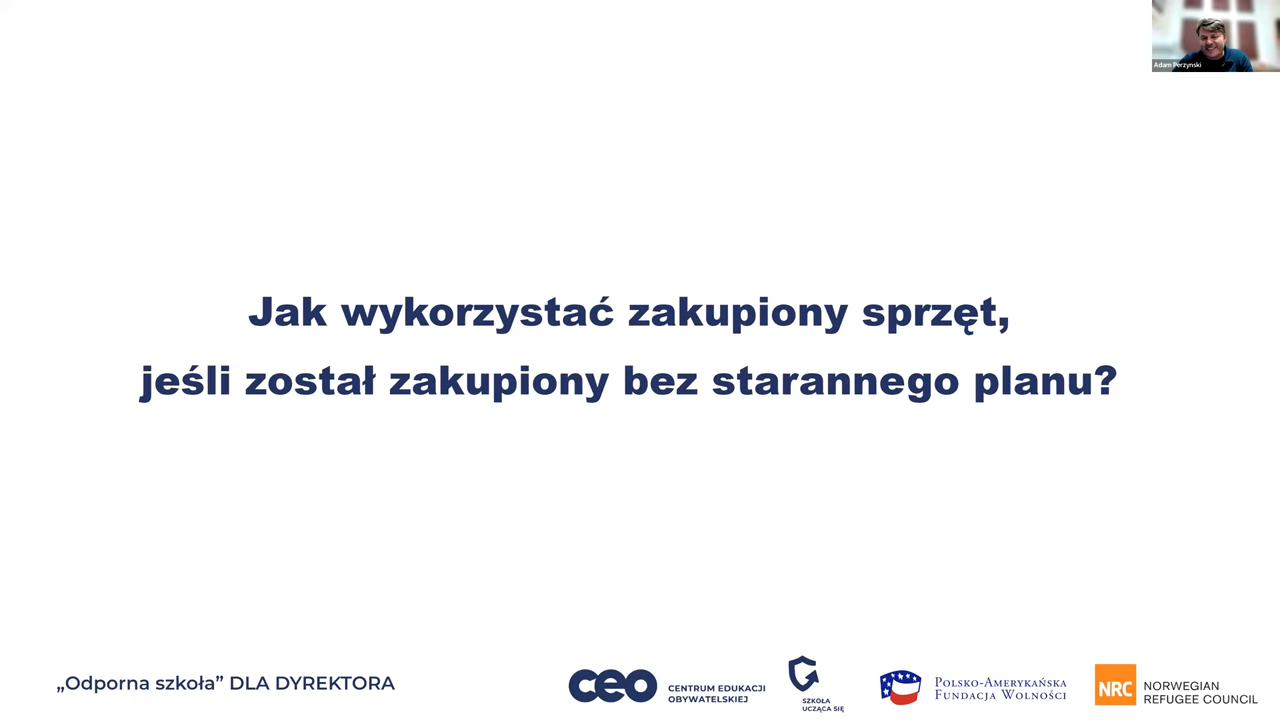 Adam Perzynski
Jak wykorzystać zakupiony sprzęt,
jeśli został zakupiony bez starannego planu?
„Odporna szkoła” DLA DYREKTORA
ceo
CENTRUM EDUKACJI
OBYWATELSKIEJ
SZKOŁA
UCZĄCA SIĘ
POLSKO-AMERYKAŃSKA
FUNDACJA WOLNOŚCI
NRC
NORWEGIAN
REFUGEE COUNCIL